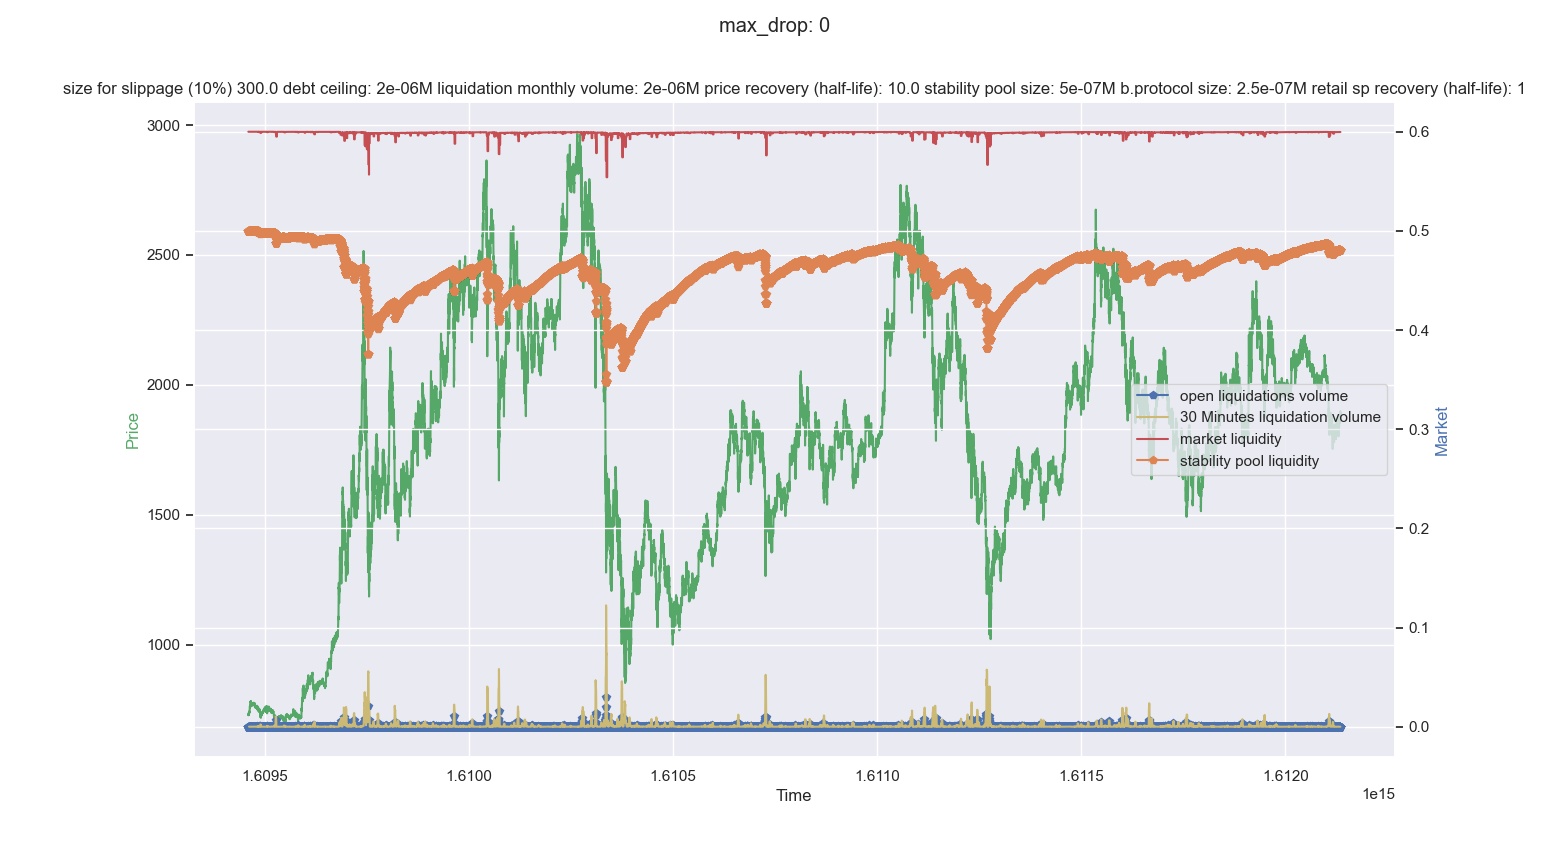 max_drop: 0
size for slippage (10%) 300.0 debt ceiling: 2e-06M liquidation monthly volume: 2e-06M price recovery (half-life): 10.0 stability pool size: 5e-07M b.protocol size: 2.5e-07M retail sp recovery (half-life): 1
3000
2500
2000
1500
1000
Price
0.6
0.5
0.4
0.3
0.2
0.1
0.0
Market
open liquidations volume
30 Minutes liquidation volume
market liquidity
stability pool liquidity
1.6095 1.6100 1.6105 1.6110 1.6115 1.6120
Time
1e15